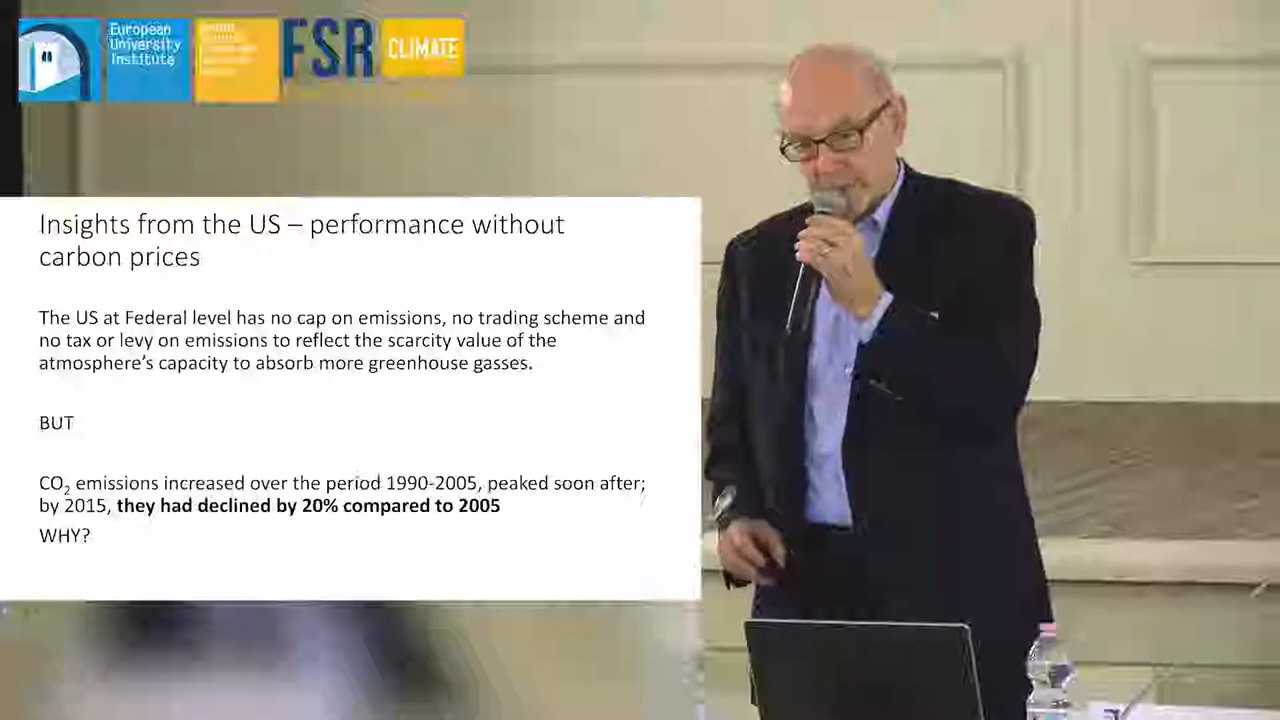 European
University
Institute
FSR
CLIMATE
Insights from the US – performance without
carbon prices
The US at Federal level has no cap on emissions, no trading scheme and
no tax or levy on emissions to reflect the scarcity value of the
atmosphere’s capacity to absorb more greenhouse gasses.
BUT
CO₂ emissions increased over the period 1990-2005, peaked soon after;
by 2015, they had declined by 20% compared to 2005
WHY?